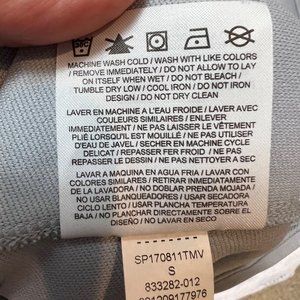 MACHINE WASH COLD / WASH WITH LIKE COLORS
/ REMOVE IMMEDIATELY / DO NOT ALLOW TO LAY
ON ITSELF WHEN WET / DO NOT BLEACH /
TUMBLE DRY LOW / COOL IRON / DO NOT IRON
DESIGN / DO NOT DRY CLEAN
LAVER EN MACHINE A L'EAU FROIDE / LAVER AVEC
COULEURS SIMILAIRES / ENLEVER
IMMEDIATEMENT / NE PAS LAISSER LE VÊTEMENT
PLIÉ LORSQU'IL EST MOUILLÉ / NE PAS UTILISER
D'EAU DE JAVEL / SECHER EN MACHINE CYCLE
DELICAT / REPASSER FROID / NE PAS
REPASSER LE DESSIN / NE PAS NETTOYER A SEC
LAVAR A MAQUINA EN AGUA FRIA / LAVAR CON
COLORES SIMILARES / RETIRAR INMEDIATAMENTE
DE LA LAVADORA / NO DOBLAR PRENDA MOJADA
/ NO USAR BLANQUEADORES / USAR SECADORA
CICLO LENTO / PLANCHAR CON TEMPERATURA
BAJA / NO PLANCHAR DIRECTAMENTE SOBRE EL
DISEÑO / NO LAVAR EN SECO
SP170811TMV
S
833282-012